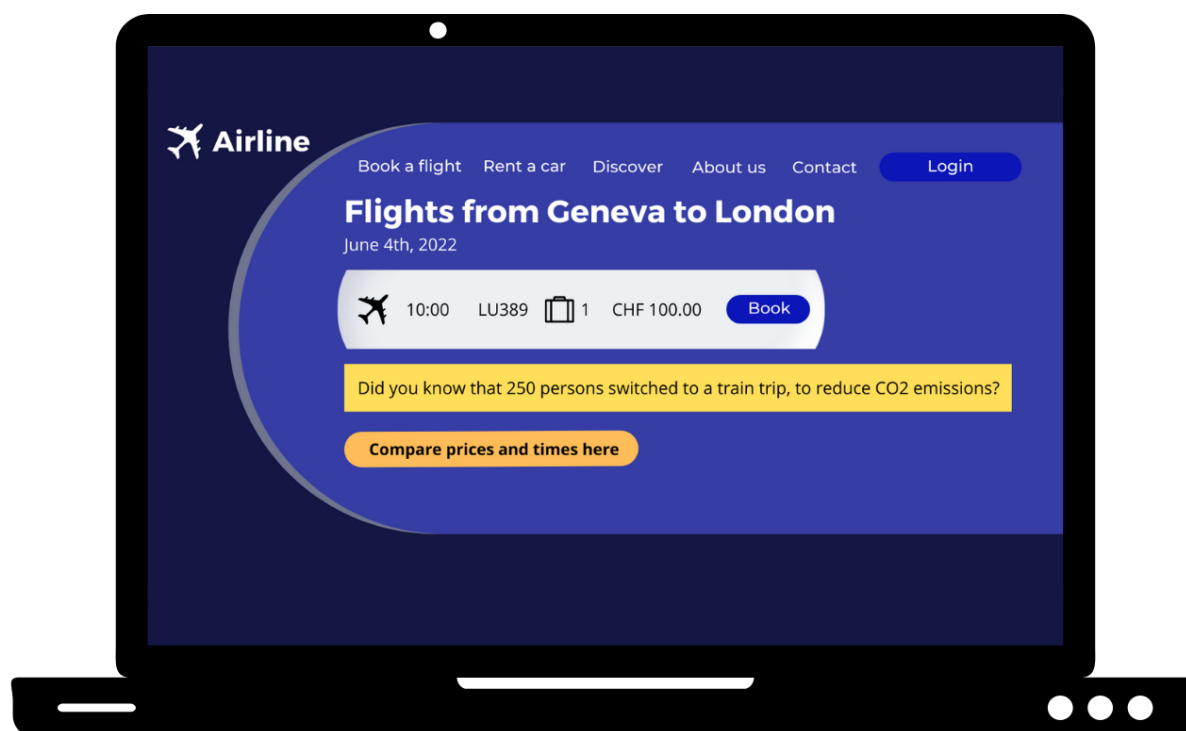 Airline
Book a flight Rent a car Discover About us Contact Login
Flights from Geneva to London
June 4th, 2022
10:00 LU389 1 CHF 100.00 Book
Did you know that 250 persons switched to a train trip, to reduce CO2 emissions?
Compare prices and times here